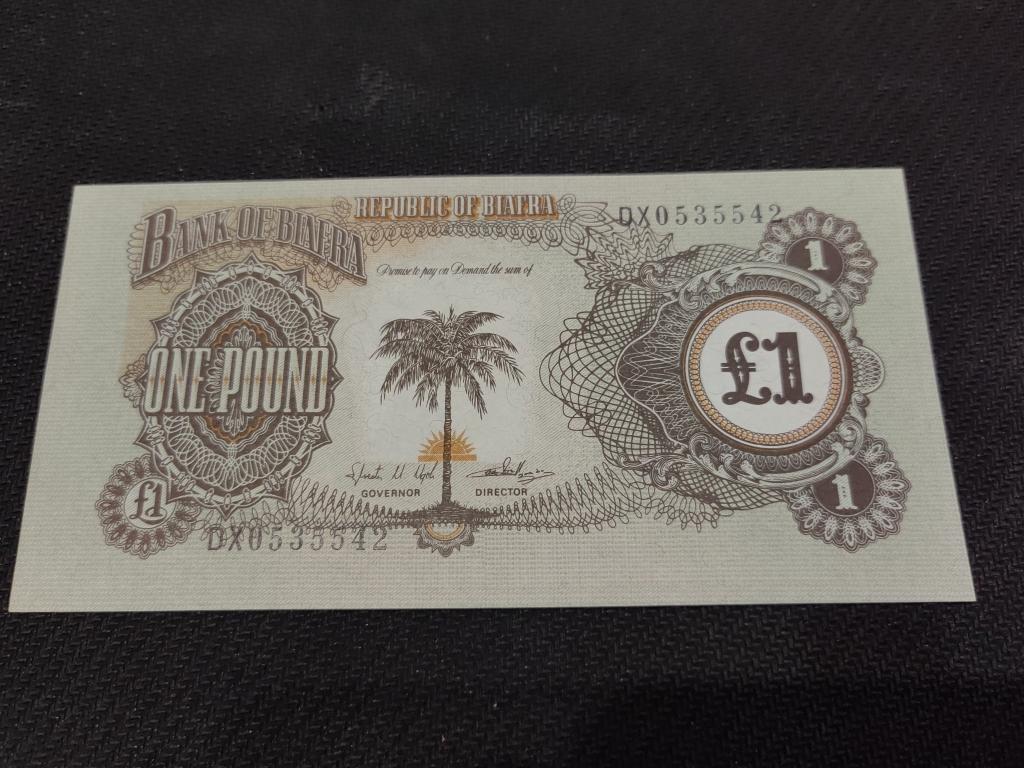 BANK OF BIAFRA
REPUBLIC OF BIAFRA
DX0535542
1
Promise to pay on Demand the sum of
ONE POUND
£1
GOVERNOR
DIRECTOR
£1
1
DX0535542